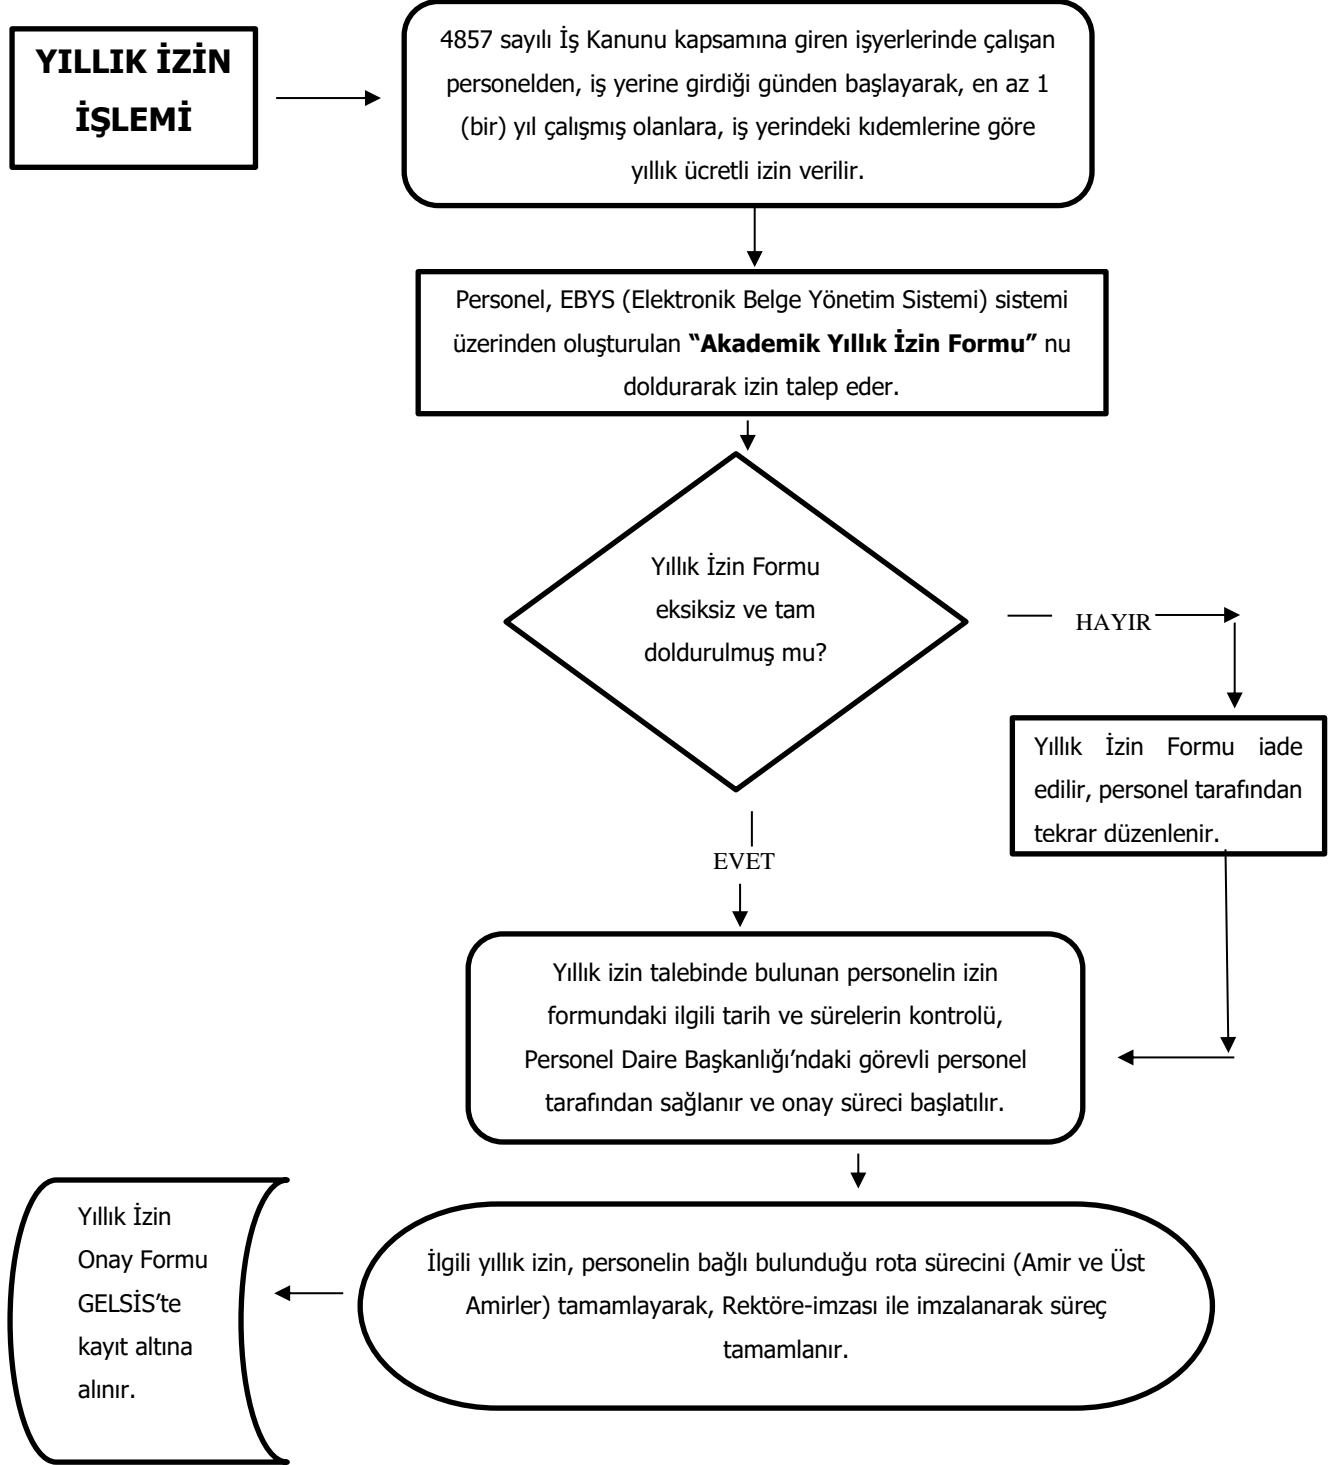 YILLIK İZİN
İŞLEMİ
4857 sayılı İş Kanunu kapsamına giren işyerlerinde çalışan
personelden, iş yerine girdiği günden başlayarak, en az 1
(bir) yıl çalışmış olanlara, iş yerindeki kıdemlerine göre
yıllık ücretli izin verilir.
Personel, EBYS (Elektronik Belge Yönetim Sistemi) sistemi
üzerinden oluşturulan “Akademik Yıllık İzin Formu” nu
doldurarak izin talep eder.
Yıllık İzin Formu
eksiksiz ve tam
doldurulmuş mu?
HAYIR
Yıllık İzin Formu iade
edilir, personel tarafından
tekrar düzenlenir.
EVET
Yıllık izin talebinde bulunan personelin izin
formundaki ilgili tarih ve sürelerin kontrolü,
Personel Daire Başkanlığı’ndaki görevli personel
tarafından sağlanır ve onay süreci başlatılır.
İlgili yıllık izin, personelin bağlı bulunduğu rota sürecini (Amir ve Üst
Amirler) tamamlayarak, Rektöre-imzası ile imzalanarak süreç
tamamlanır.
Yıllık İzin
Onay Formu
GELSİS’te
kayıt altına
alınır.